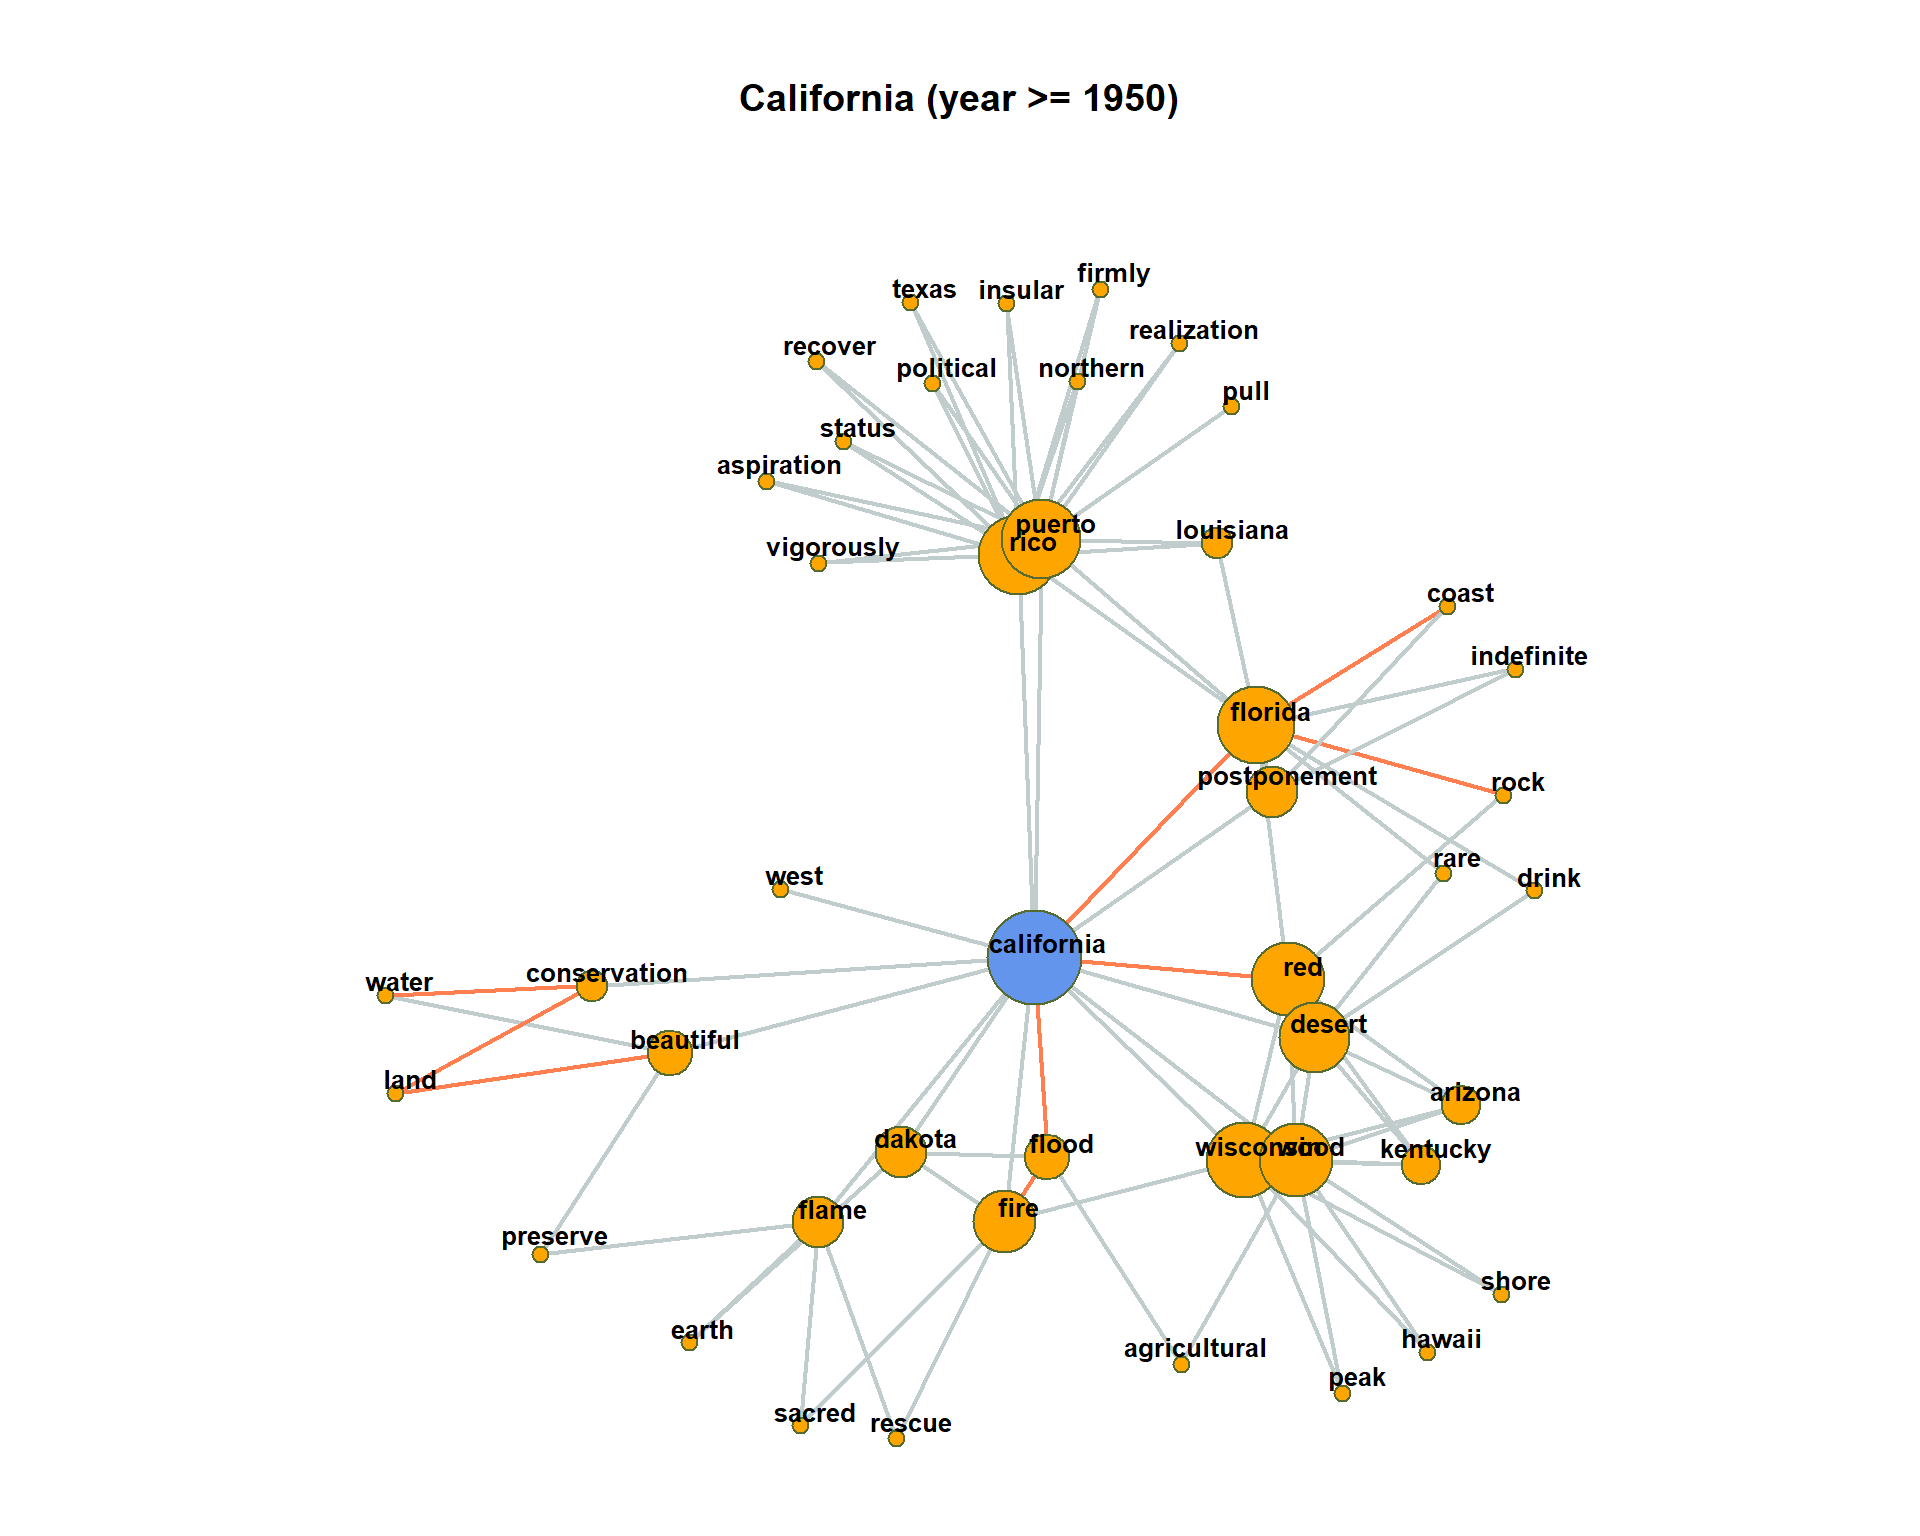 California (year >= 1950)
firmly
texas
insular
realization
recover
political
northern
pull
status
aspiration
puerto
louisiana
rico
vigorously
coast
indefinite
florida
postponement
rock
rare
west
drink
california
red
water
conservation
desert
beautiful
land
arizona
dakota
flood
wisconsin
kentucky
flame
fire
preserve
shore
earth
hawaii
agricultural
peak
sacred
rescue